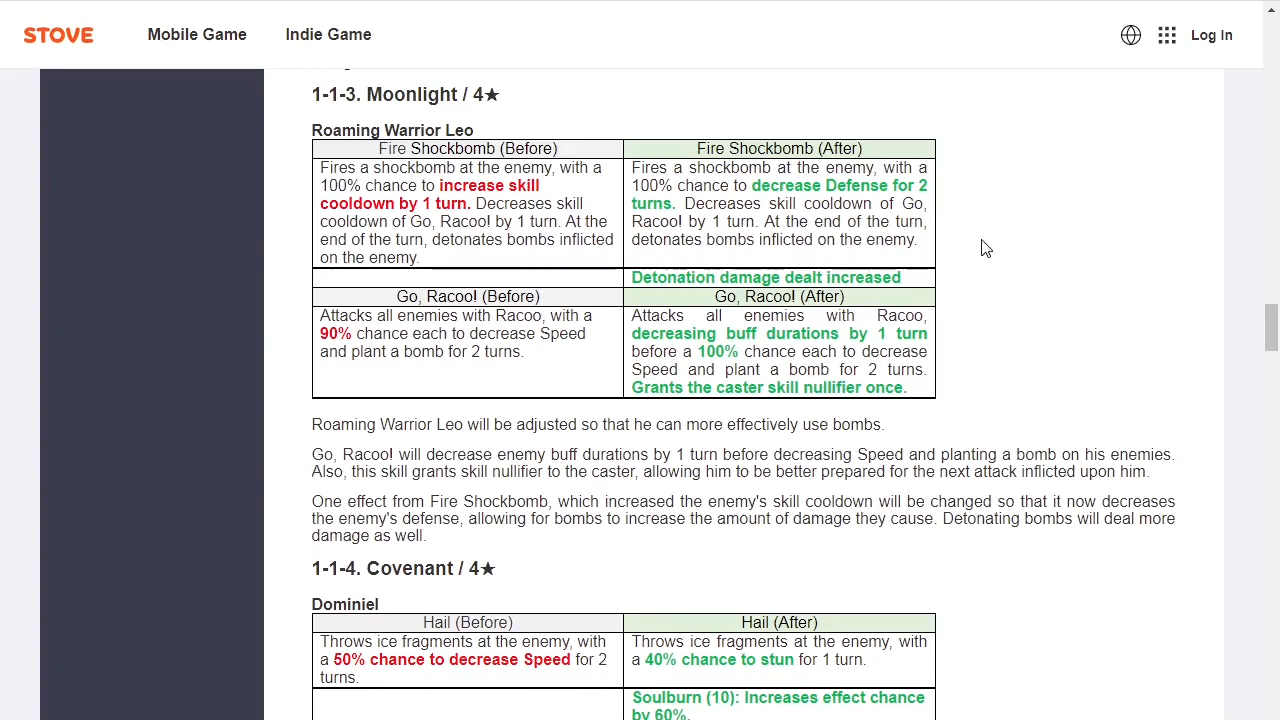 STOVE
Mobile Game
Indie Game
Log In
1-1-3. Moonlight / 4★
Roaming Warrior Leo
Fire Shockbomb (Before)
Fire Shockbomb (After)
Fires a shockbomb at the enemy, with a
100% chance to increase skill
cooldown by 1 turn. Decreases skill
cooldown of Go, Racoo! by 1 turn. At the
end of the turn, detonates bombs inflicted
on the enemy.
Fires a shockbomb at the enemy, with a
100% chance to decrease Defense for 2
turns. Decreases skill cooldown of Go,
Racoo! by 1 turn. At the end of the turn,
detonates bombs inflicted on the enemy.
Detonation damage dealt increased
Go, Racoo! (Before)
Go, Racoo! (After)
Attacks all enemies with Racoo, with a
90% chance each to decrease Speed
and plant a bomb for 2 turns.
Attacks all enemies with Racoo,
decreasing buff durations by 1 turn
before a 100% chance each to decrease
Speed and plant a bomb for 2 turns.
Grants the caster skill nullifier once.
Roaming Warrior Leo will be adjusted so that he can more effectively use bombs.
Go, Racoo! will decrease enemy buff durations by 1 turn before decreasing Speed and planting a bomb on his enemies.
Also, this skill grants skill nullifier to the caster, allowing him to be better prepared for the next attack inflicted upon him.
One effect from Fire Shockbomb, which increased the enemy's skill cooldown will be changed so that it now decreases
the enemy's defense, allowing for bombs to increase the amount of damage they cause. Detonating bombs will deal more
damage as well.
1-1-4. Covenant / 4★
Dominiel
Hail (Before)
Hail (After)
Throws ice fragments at the enemy, with
a 50% chance to decrease Speed for 2
turns.
Throws ice fragments at the enemy, with
a 40% chance to stun for 1 turn.
Soulburn (10): Increases effect chance
by 60%.